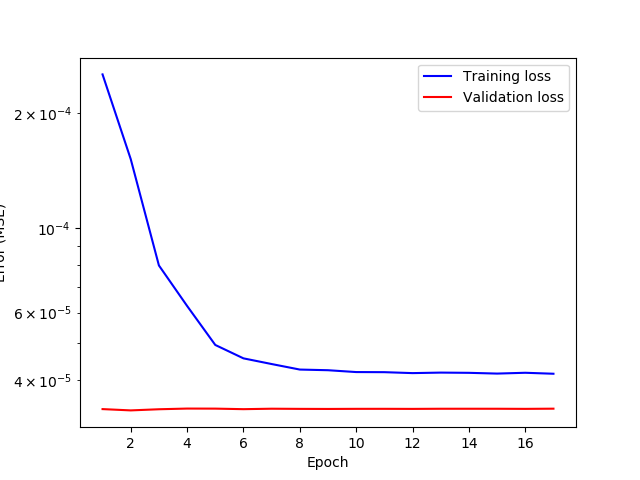 Training loss
Validation loss
2 × 10⁻⁴
10⁻⁴
6 × 10⁻⁵
4 × 10⁻⁵
(MSE)
2 4 6 8 10 12 14 16
Epoch